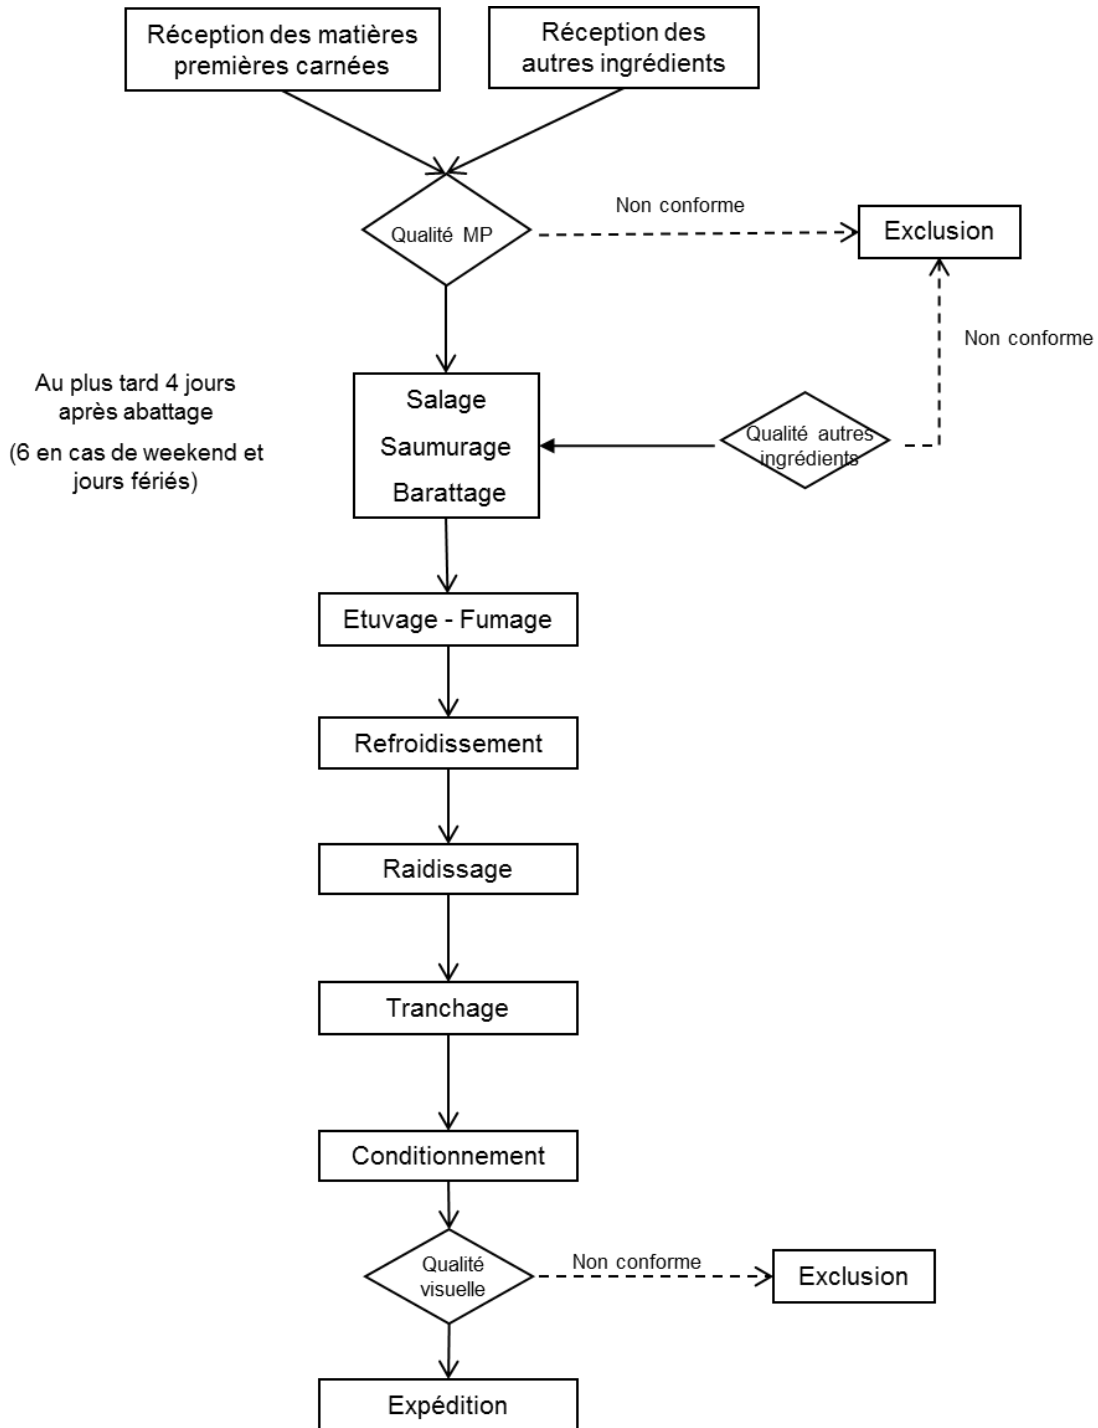 Réception des matières
premières carnées
Réception des
autres ingrédients
Qualité MP
Non conforme
Exclusion
Non conforme
Au plus tard 4 jours
après abattage
(6 en cas de weekend et
jours fériés)
Salage
Saumurage
Barattage
Qualité autres
ingrédients
Etuvage - Fumage
Refroidissement
Raidissage
Tranchage
Conditionnement
Qualité
visuelle
Non conforme
Exclusion
Expédition